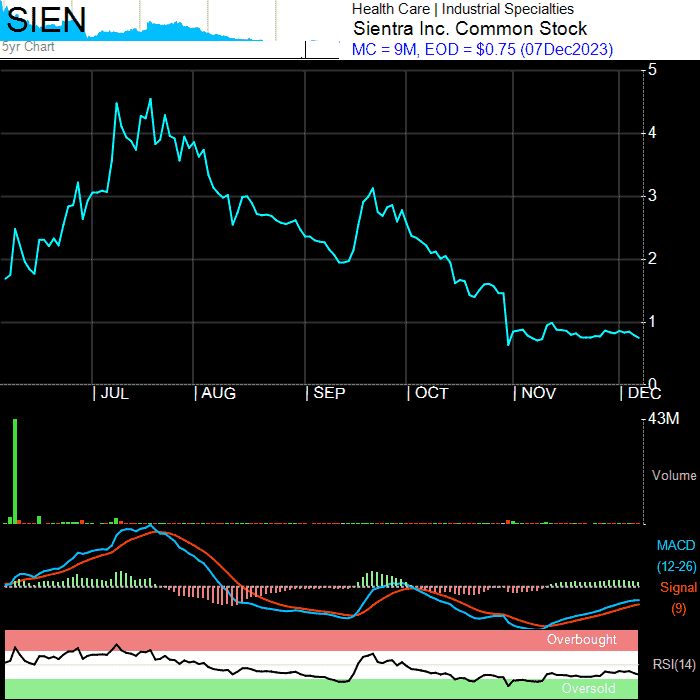 SIEN
Health Care | Industrial Specialties
Sientra Inc. Common Stock
5yr Chart
MC = 9M, EOD = $0.75 (07Dec2023)
5
4
3
2
1
0
JUL
AUG
SEP
OCT
NOV
DEC
43M
Volume
MACD
(12-26)
Signal
(9)
Overbought
RSI(14)
Oversold